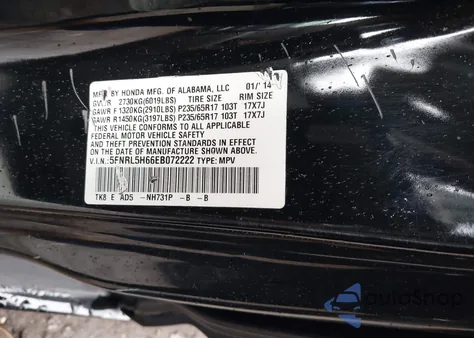 MFD BY HONDA MFG. OF ALABAMA, LLC 01/'14
GVWR 2730KG(6019LBS) TIRE SIZE RIM SIZE
GAWR F1320KG(2910LBS) P235/65R17 103T 17X7J
GAWR R1450KG(3197LBS) P235/65R17 103T 17X7J
THIS VEHICLE CONFORMS TO ALL APPLICABLE
FEDERAL MOTOR VEHICLE SAFETY
AND THEFT PREVENTION STANDARDS IN EFFECT ON THE
DATE OF MANUFACTURE SHOWN ABOVE.
V.I.N: 5FNRL5H66EB072222 TYPE: MPV
TK8 E AD5 -NH731P -B -B
autoSnap